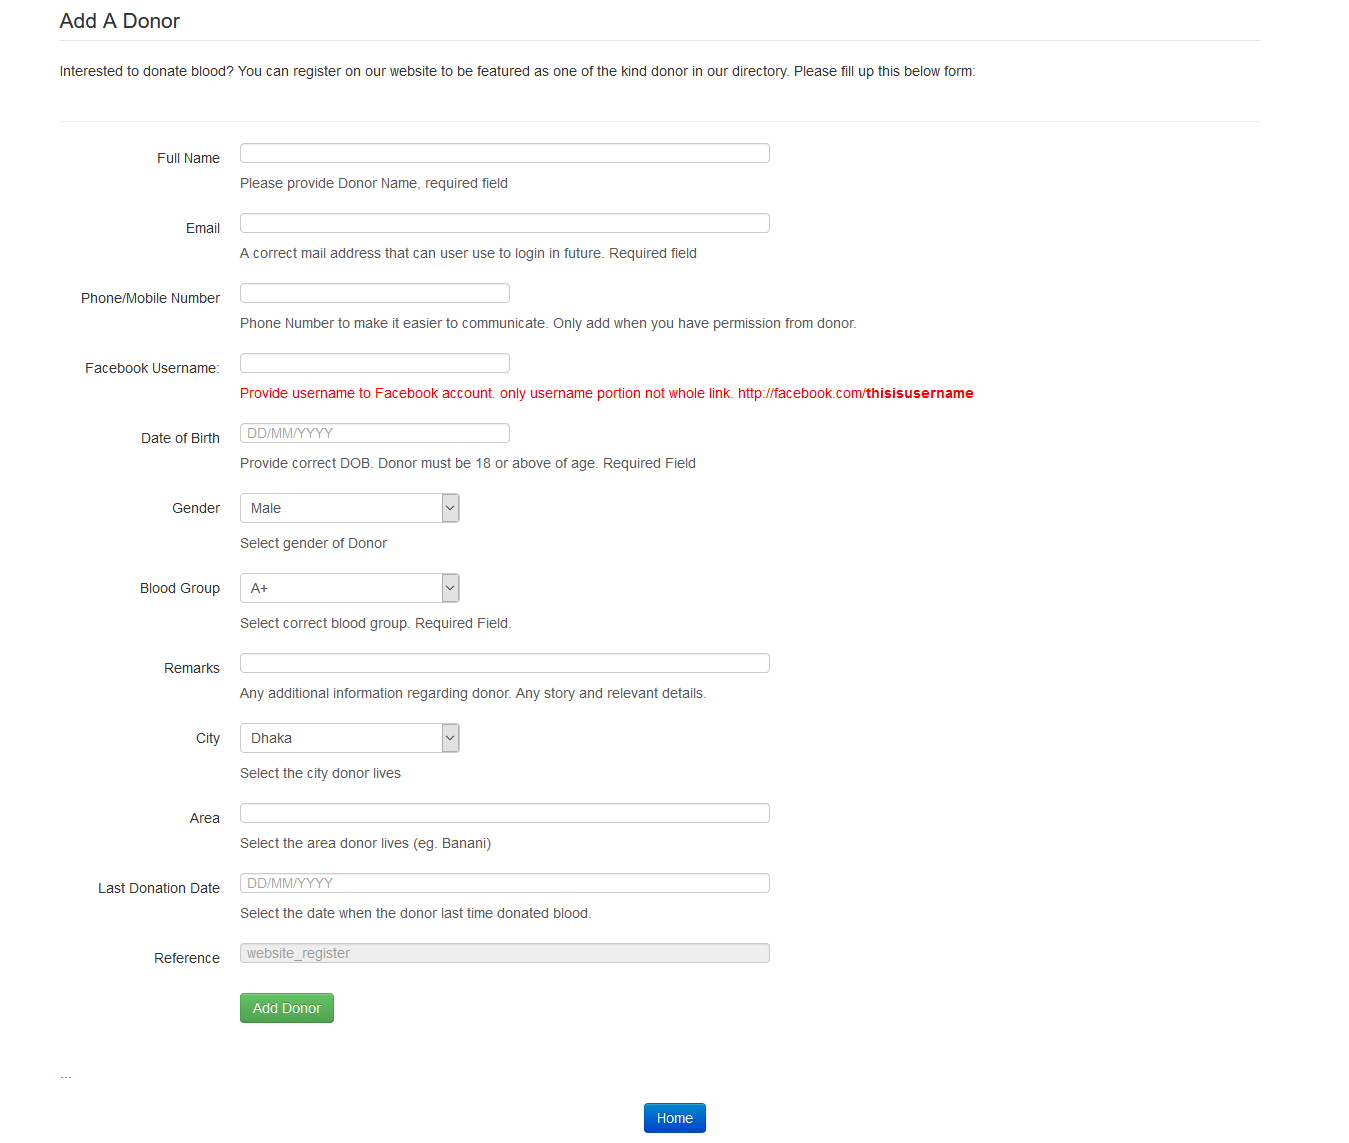 Add A Donor
Interested to donate blood? You can register on our website to be featured as one of the kind donor in our directory. Please fill up this below form:
Full Name
Please provide Donor Name, required field
Email
A correct mail address that can user use to login in future. Required field
Phone/Mobile Number
Phone Number to make it easier to communicate. Only add when you have permission from donor.
Facebook Username:
Provide username to Facebook account. only username portion not whole link. http://facebook.com/thisisusername
Date of Birth DD/MM/YYYY
Provide correct DOB. Donor must be 18 or above of age. Required Field
Gender Male
Select gender of Donor
Blood Group A+
Select correct blood group. Required Field.
Remarks
Any additional information regarding donor. Any story and relevant details.
City Dhaka
Select the city donor lives
Area
Select the area donor lives (eg. Banani)
Last Donation Date DD/MM/YYYY
Select the date when the donor last time donated blood.
Reference website_register
Add Donor
...
Home